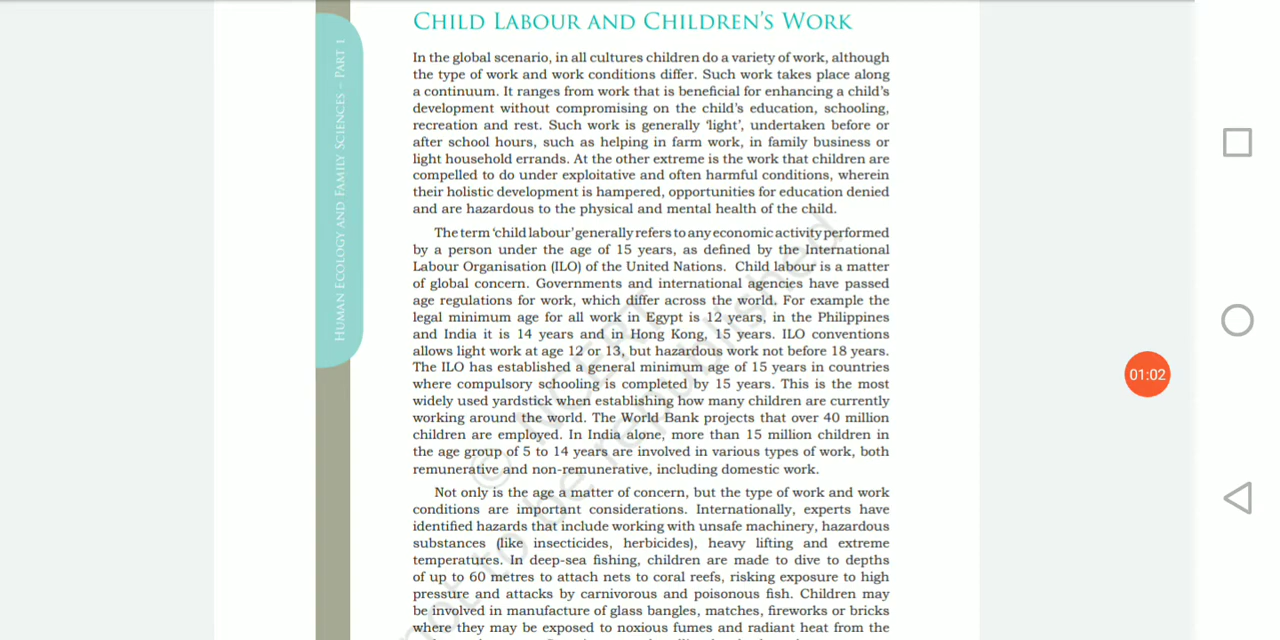 CHILD LABOUR AND CHILDREN'S WORK
In the global scenario, in all cultures children do a variety of work, although
the type of work and work conditions differ. Such work takes place along
a continuum. It ranges from work that is beneficial for enhancing a child's
development without compromising on the child's education, schooling,
recreation and rest. Such work is generally 'light', undertaken before or
after school hours, such as helping in farm work, in family business or
light household errands. At the other extreme is the work that children are
compelled to do under exploitative and often harmful conditions, wherein
their holistic development is hampered, opportunities for education denied
and are hazardous to the physical and mental health of the child.
The term 'child labour' generally refers to any economic activity performed
by a person under the age of 15 years, as defined by the International
Labour Organisation (ILO) of the United Nations. Child labour is a matter
of global concern. Governments and international agencies have passed
age regulations for work, which differ across the world. For example the
legal minimum age for all work in Egypt is 12 years, in the Philippines
and India it is 14 years and in Hong Kong, 15 years. ILO conventions
allows light work at age 12 or 13, but hazardous work not before 18 years.
The ILO has established a general minimum age of 15 years in countries
where compulsory schooling is completed by 15 years. This is the most
widely used yardstick when establishing how many children are currently
working around the world. The World Bank projects that over 40 million
children are employed. In India alone, more than 15 million children in
the age group of 5 to 14 years are involved in various types of work, both
remunerative and non-remunerative, including domestic work.
Not only is the age a matter of concern, but the type of work and work
conditions are important considerations. Internationally, experts have
identified hazards that include working with unsafe machinery, hazardous
substances (like insecticides, herbicides), heavy lifting and extreme
temperatures. In deep-sea fishing, children are made to dive to depths
of up to 60 metres to attach nets to coral reefs, risking exposure to high
pressure and attacks by carnivorous and poisonous fish. Children may
be involved in manufacture of glass bangles, matches, fireworks or bricks
where they may be exposed to noxious fumes and radiant heat from the
HUMAN ECOLOGY AND FAMILY SCIENCES – PART 1
© NCERT
not to be republished
01:02